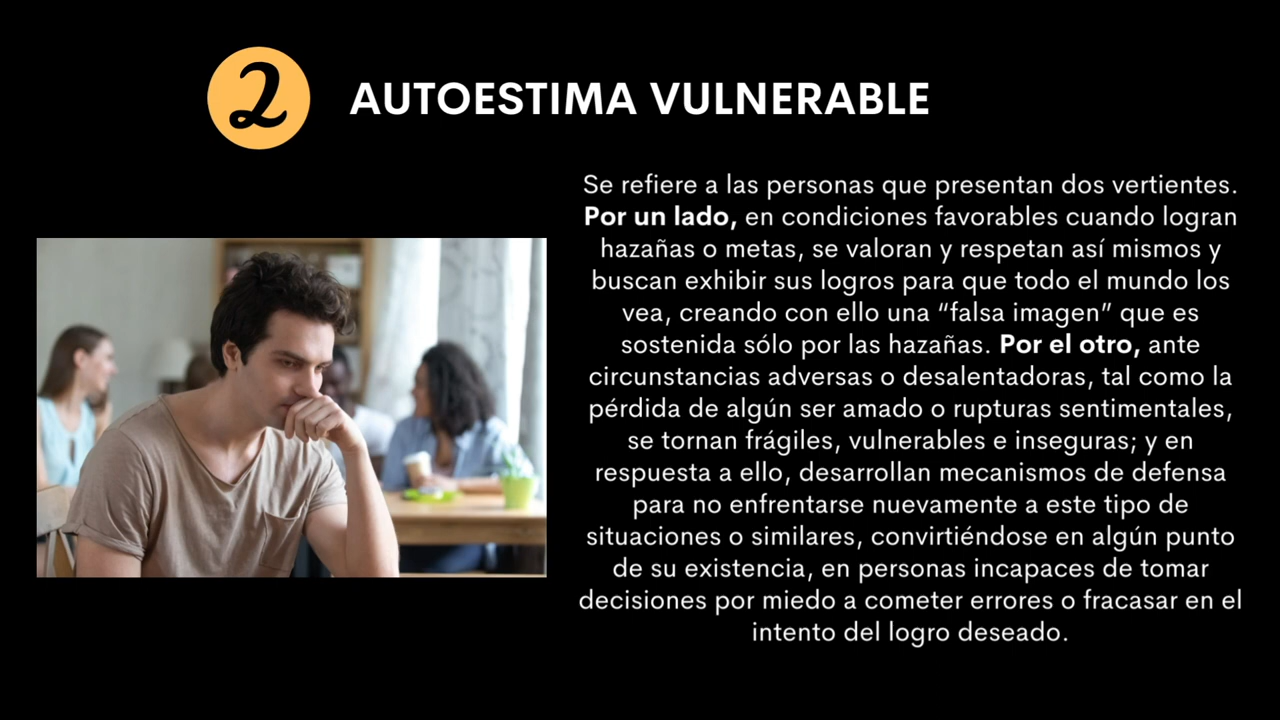 2
AUTOESTIMA VULNERABLE
Se refiere a las personas que presentan dos vertientes.
Por un lado, en condiciones favorables cuando logran
hazañas o metas, se valoran y respetan así mismos y
buscan exhibir sus logros para que todo el mundo los
vea, creando con ello una “falsa imagen” que es
sostenida sólo por las hazañas. Por el otro, ante
circunstancias adversas o desalentadoras, tal como la
pérdida de algún ser amado o rupturas sentimentales,
se tornan frágiles, vulnerables e inseguras; y en
respuesta a ello, desarrollan mecanismos de defensa
para no enfrentarse nuevamente a este tipo de
situaciones o similares, convirtiéndose en algún punto
de su existencia, en personas incapaces de tomar
decisiones por miedo a cometer errores o fracasar en el
intento del logro deseado.